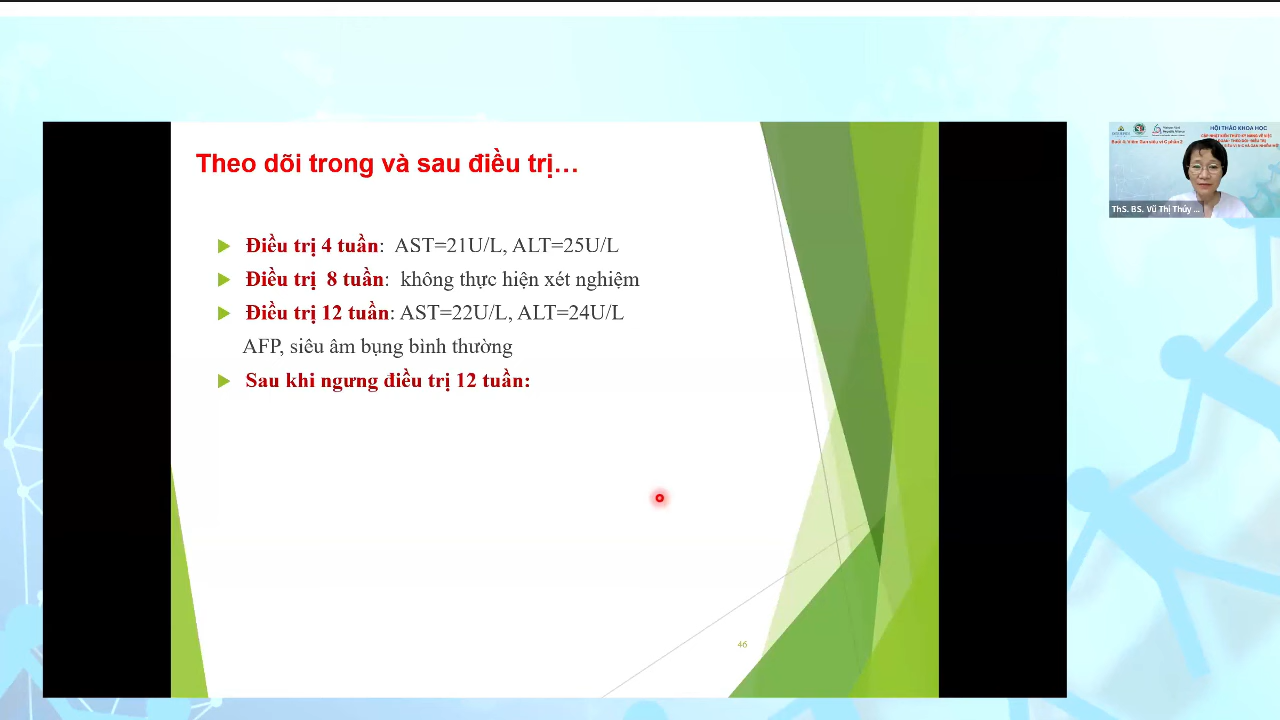 Theo dõi trong và sau điều trị…
Điều trị 4 tuần: AST=21U/L, ALT=25U/L
Điều trị 8 tuần: không thực hiện xét nghiệm
Điều trị 12 tuần: AST=22U/L, ALT=24U/L
AFP, siêu âm bụng bình thường
Sau khi ngưng điều trị 12 tuần:
46
HỘI THẢO KHOA HỌC
ThS. BS. Vũ Thị Thủy ...